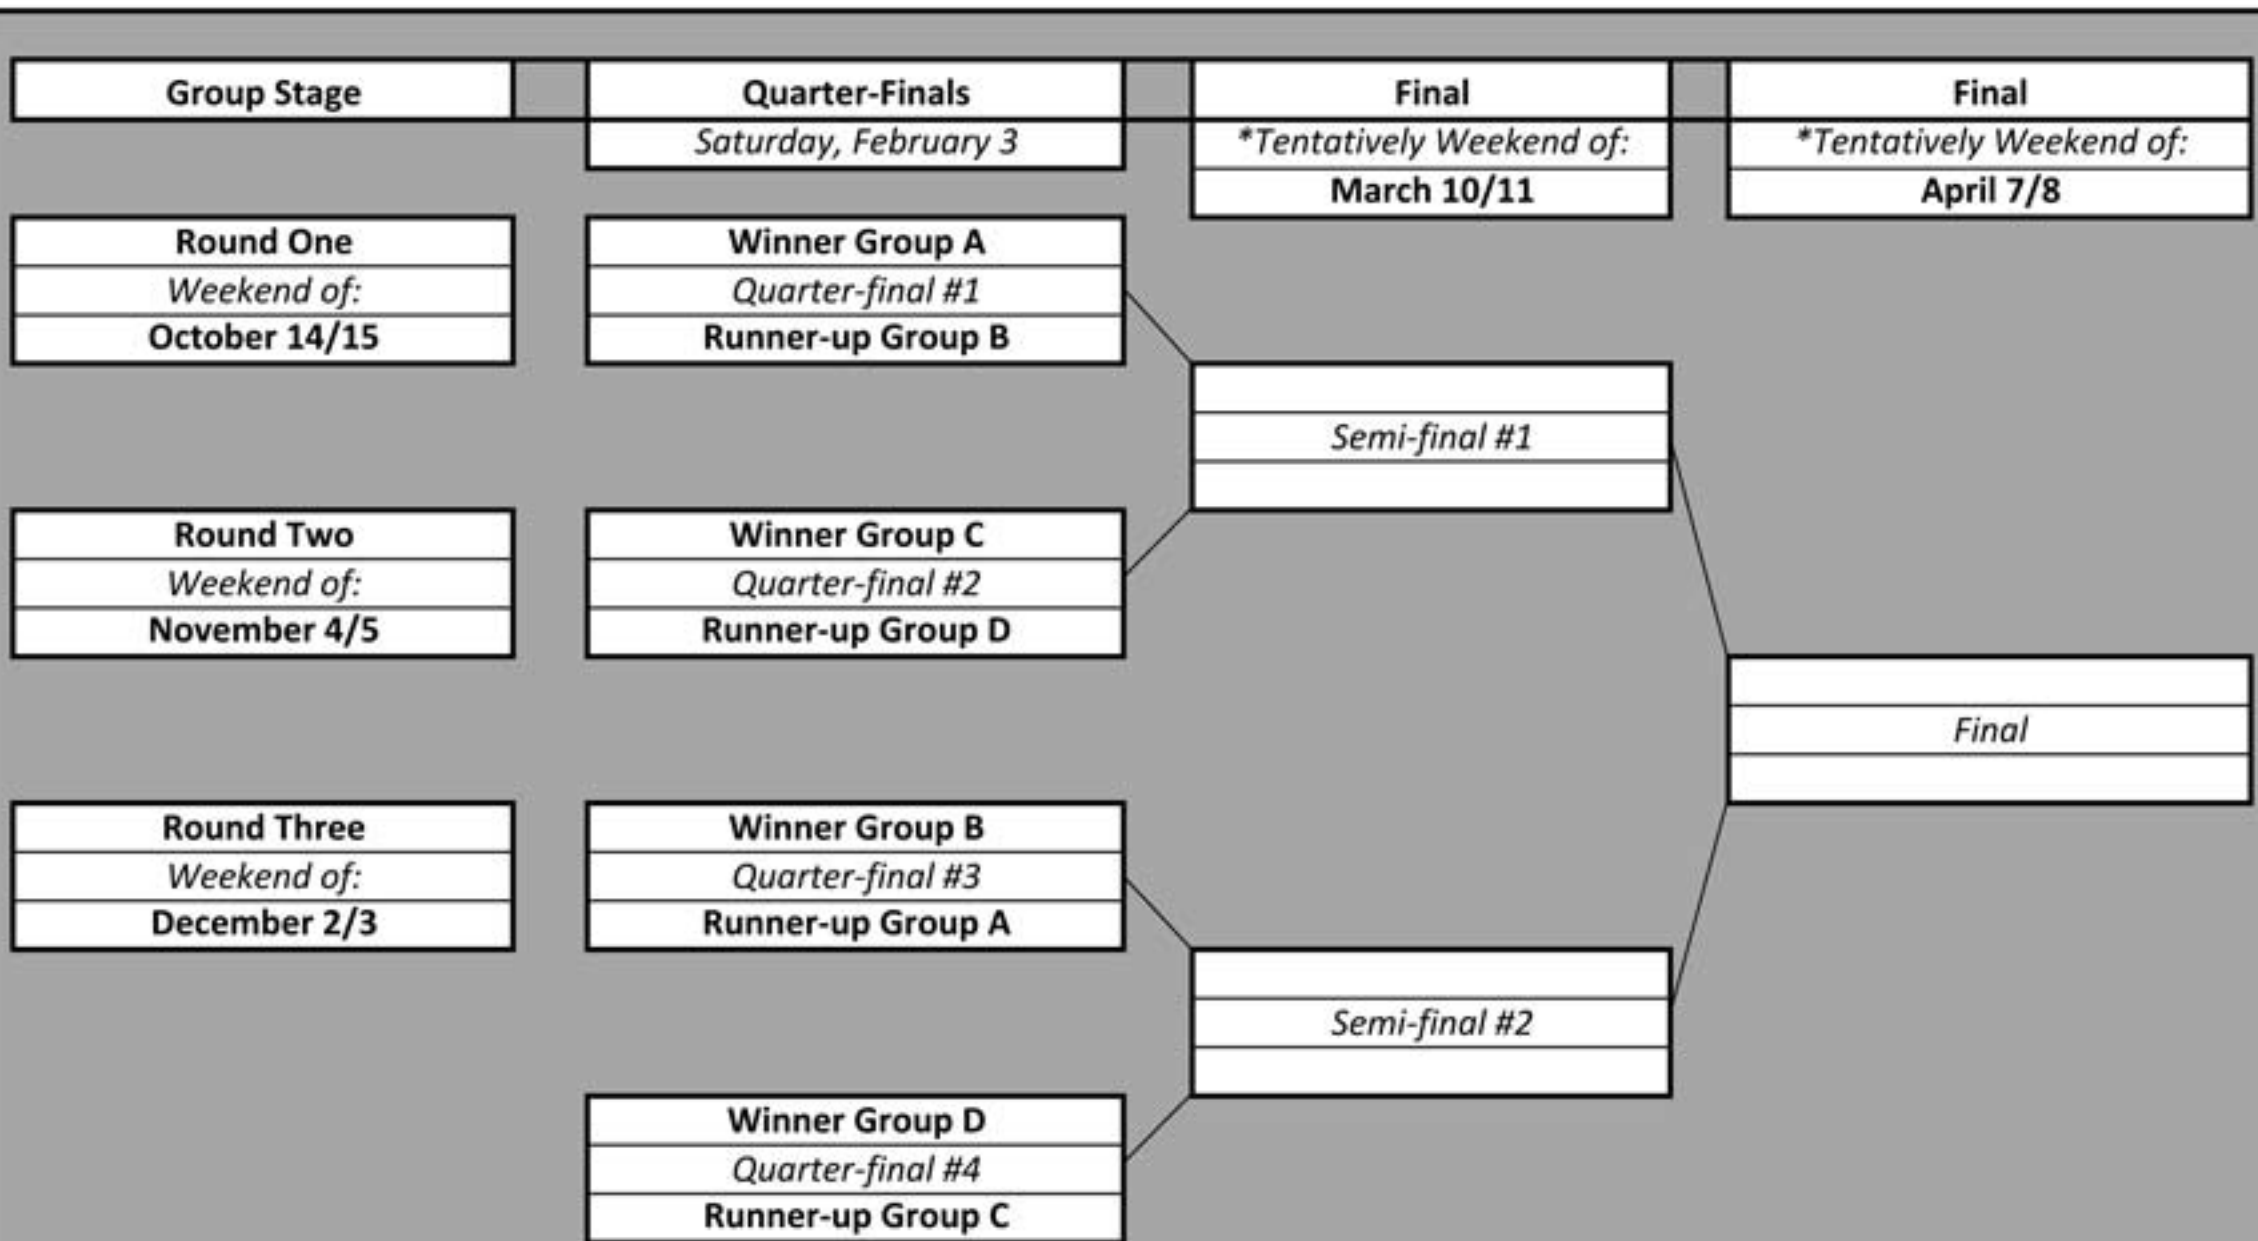 Group Stage
Quarter-Finals
Saturday, February 3
Final
*Tentatively Weekend of:
March 10/11
Final
*Tentatively Weekend of:
April 7/8
Round One
Weekend of:
October 14/15
Round Two
Weekend of:
November 4/5
Round Three
Weekend of:
December 2/3
Winner Group A
Quarter-final #1
Runner-up Group B
Winner Group C
Quarter-final #2
Runner-up Group D
Winner Group B
Quarter-final #3
Runner-up Group A
Winner Group D
Quarter-final #4
Runner-up Group C
Semi-final #1
Semi-final #2
Final